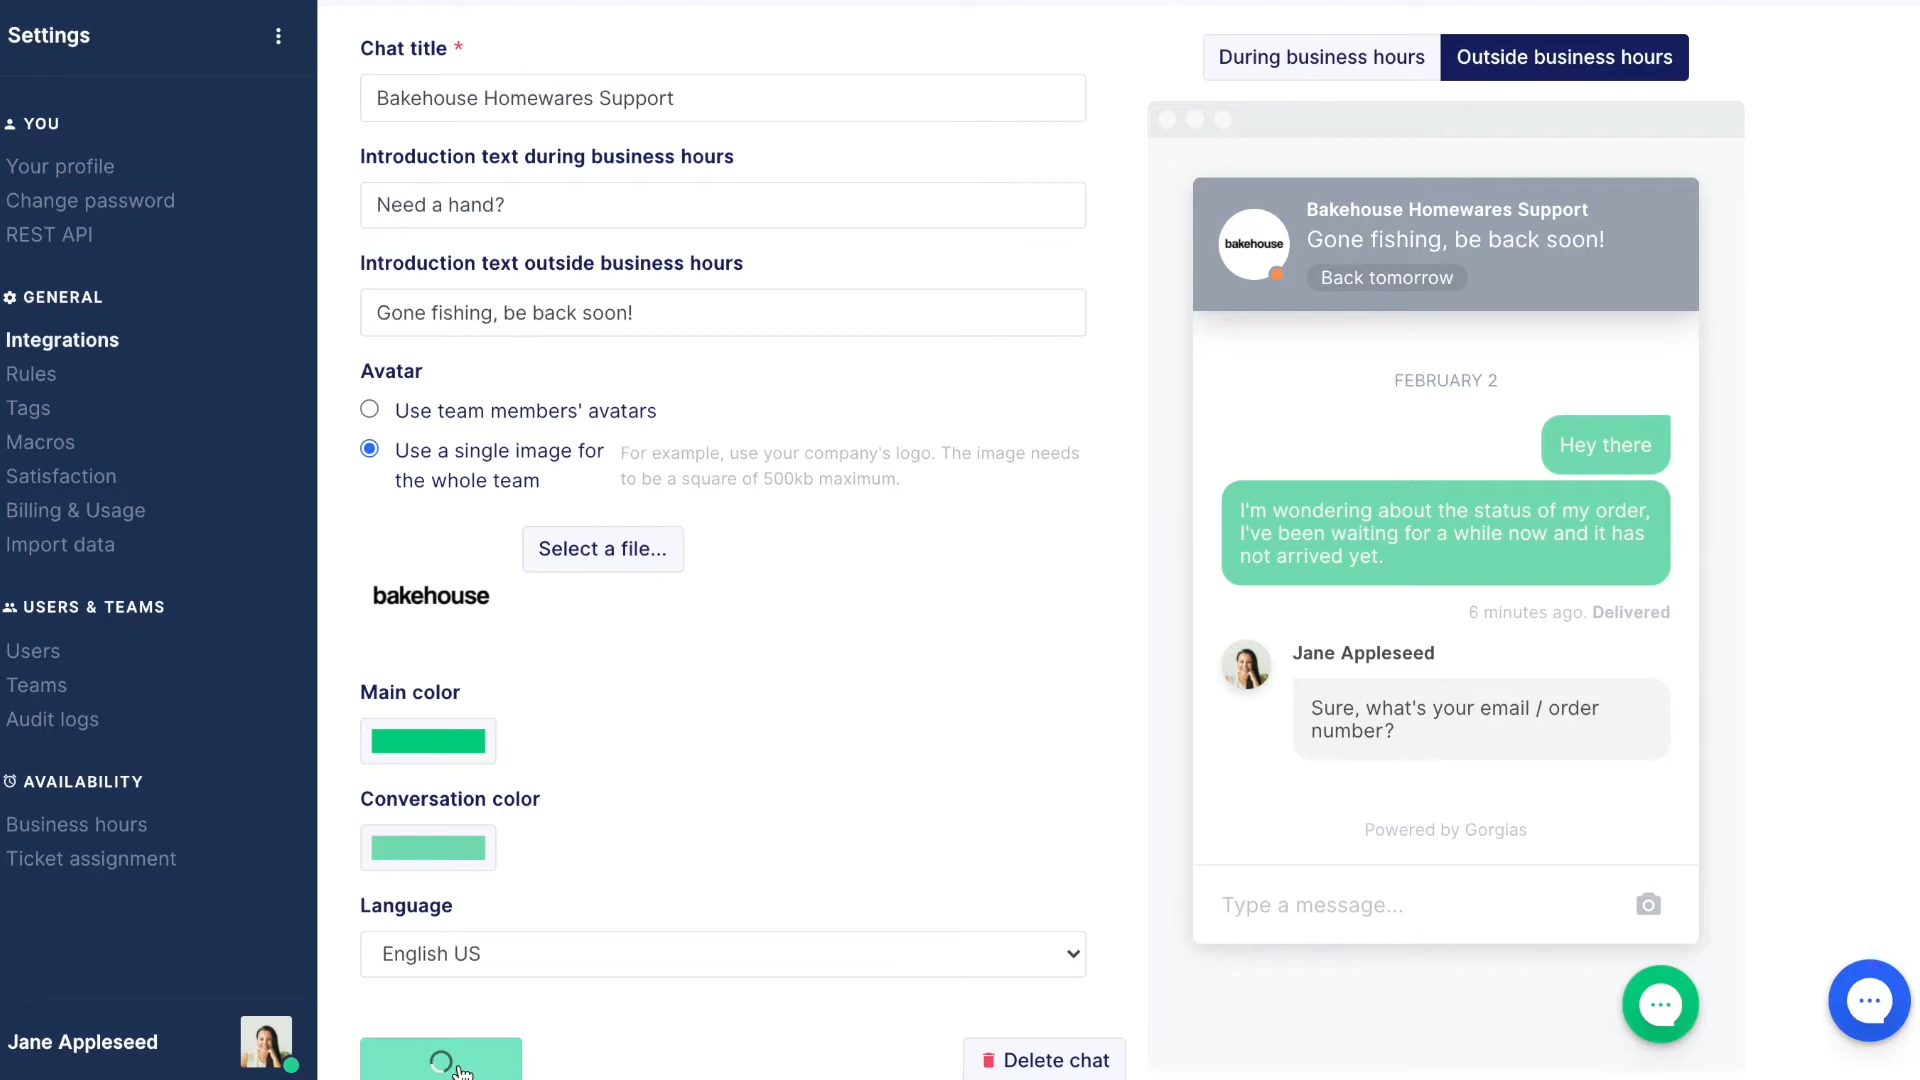 Settings
YOU
Your profile
Change password
REST API
GENERAL
Integrations
Rules
Tags
Macros
Satisfaction
Billing & Usage
Import data
USERS & TEAMS
Users
Teams
Audit logs
AVAILABILITY
Business hours
Ticket assignment
Jane Appleseed
Chat title *
Bakehouse Homewares Support
Introduction text during business hours
Need a hand?
Introduction text outside business hours
Gone fishing, be back soon!
Avatar
Use team members' avatars
Use a single image for
the whole team
For example, use your company's logo. The image needs
to be a square of 500kb maximum.
Select a file...
bakehouse
Main color
Conversation color
Language
English US
Delete chat
During business hours
Outside business hours
bakehouse
Bakehouse Homewares Support
Gone fishing, be back soon!
Back tomorrow
FEBRUARY 2
Hey there
I'm wondering about the status of my order,
I've been waiting for a while now and it has
not arrived yet.
6 minutes ago. Delivered
Jane Appleseed
Sure, what's your email / order
number?
Powered by Gorgias
Type a message...